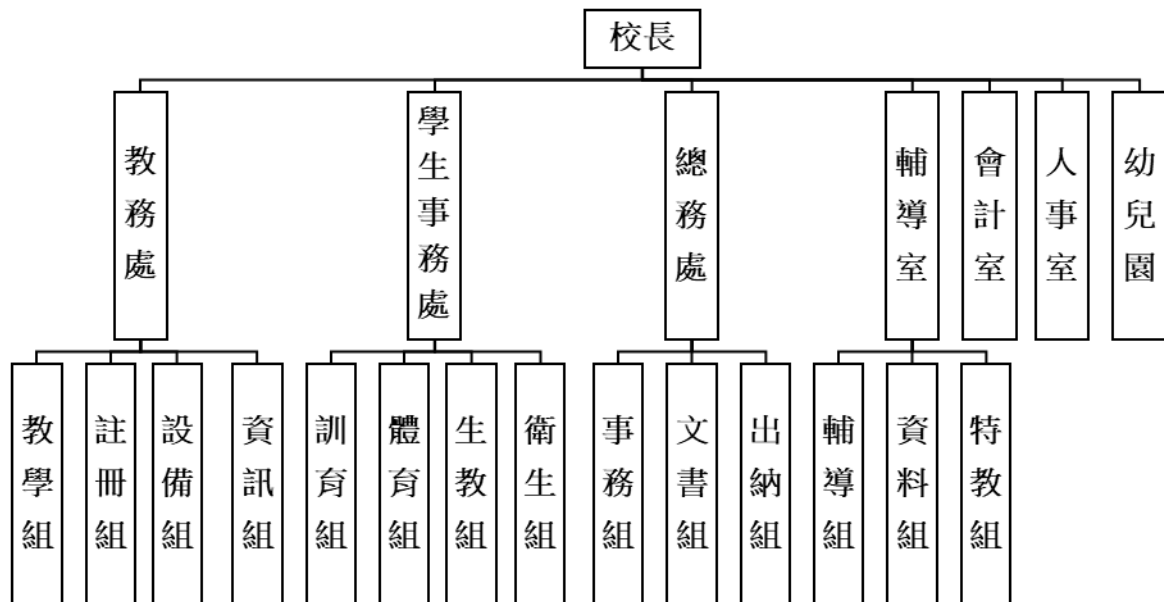 校長
教務處
學生事務處
總務處
輔導室
會計室
人事室
幼兒園
教學組
註冊組
設備組
資訊組
訓育組
體育組
生教組
衛生組
事務組
文書組
出納組
輔導組
資料組
特教組